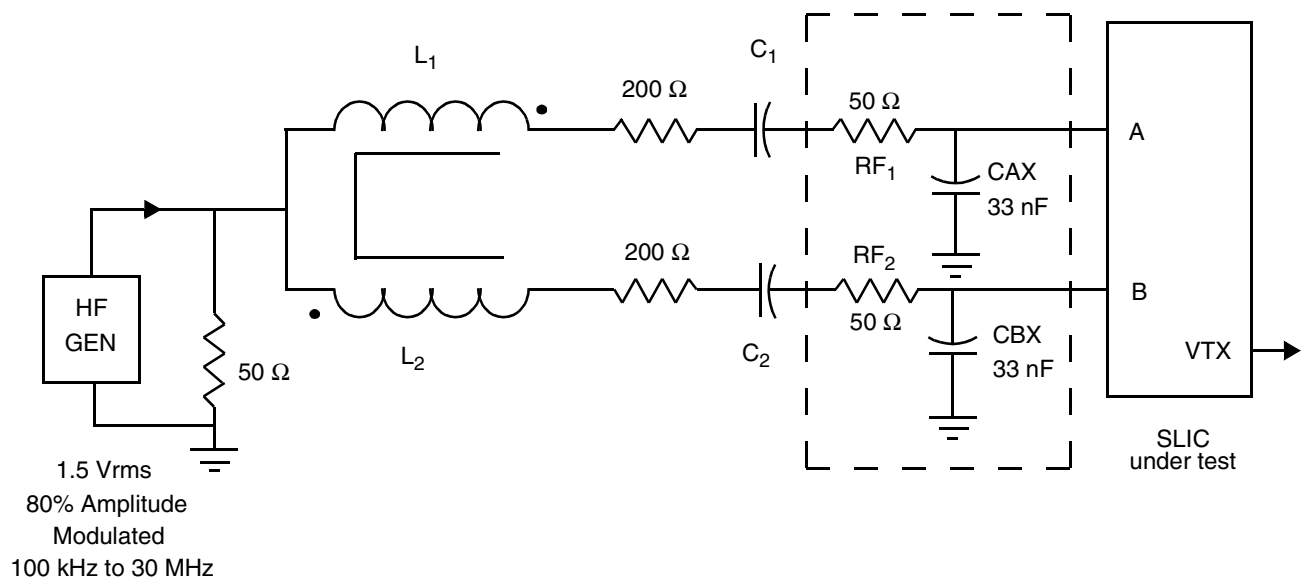 L1
C1
200 Ω
50 Ω
RF1
CAX
33 nF
A
200 Ω
RF2
50 Ω
C2
CBX
33 nF
B
HF
GEN
50 Ω
L2
VTX
SLIC
under test
1.5 Vrms
80% Amplitude
Modulated
100 kHz to 30 MHz